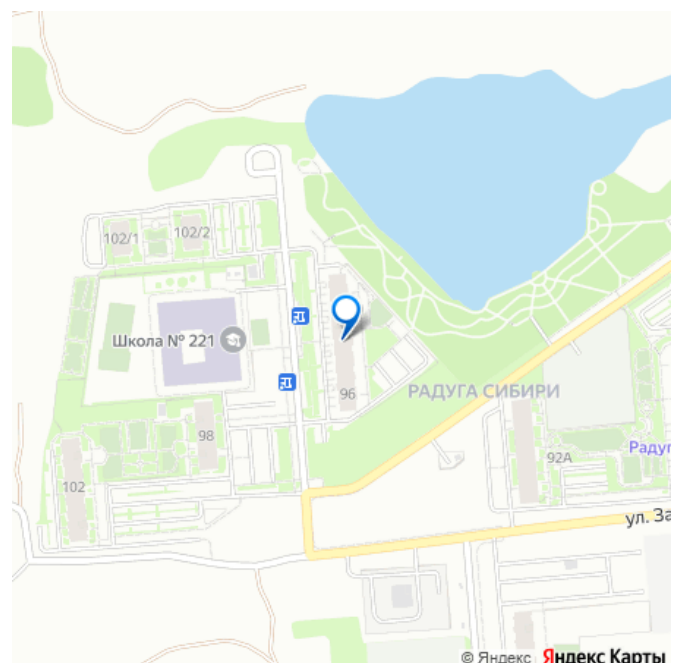 102/1
102/2
Школа № 221
96
РАДУГА СИБИРИ
98
92А
Радуг
102
ул. За
© Яндекс Яндекс Карты